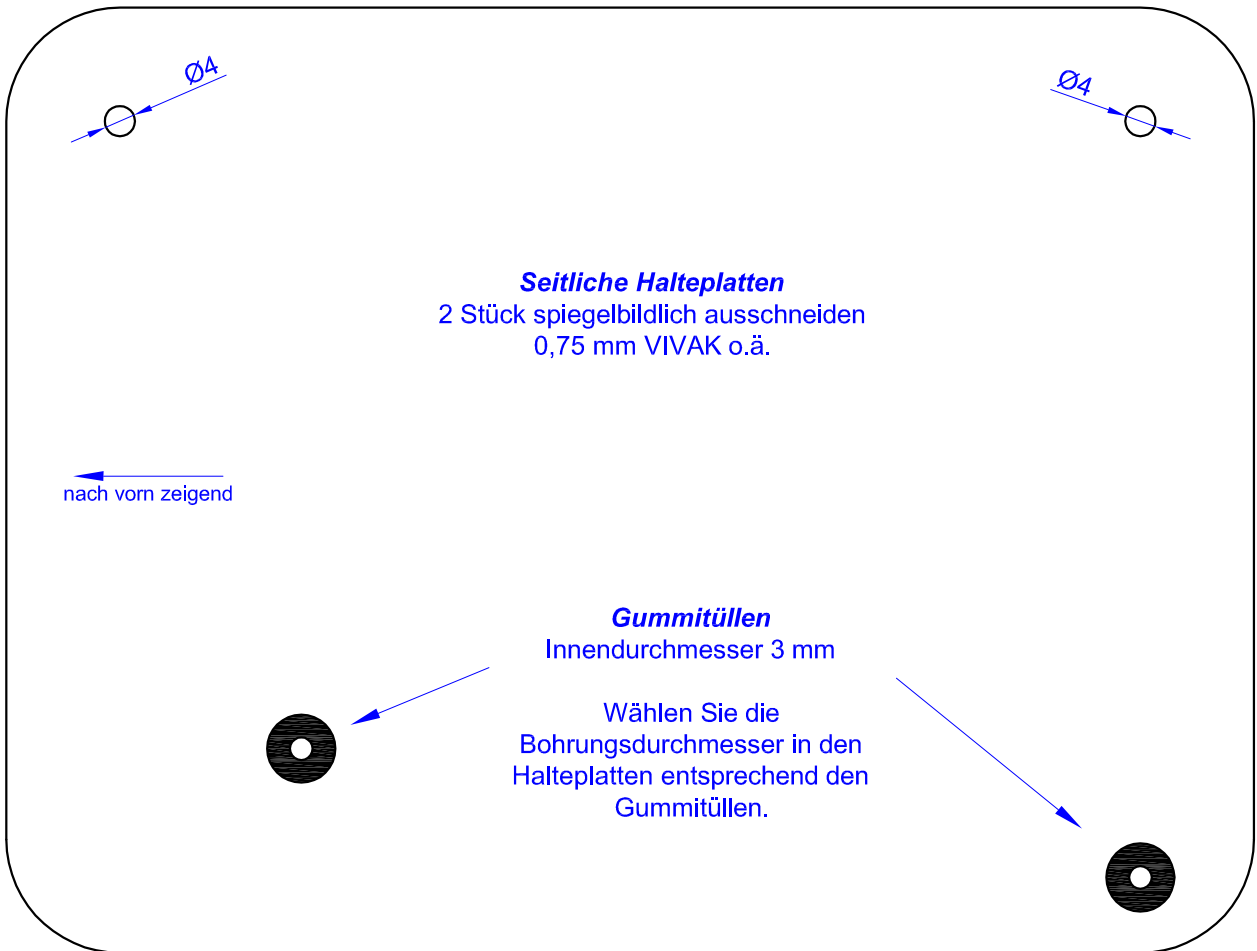 Ø4
Ø4
Seitliche Halteplatten
2 Stück spiegelbildlich ausschneiden
0,75 mm VIVAK o.ä.
nach vorn zeigend
Gummitüllen
Innendurchmesser 3 mm
Wählen Sie die
Bohrungsdurchmesser in den
Halteplatten entsprechend den
Gummitüllen.